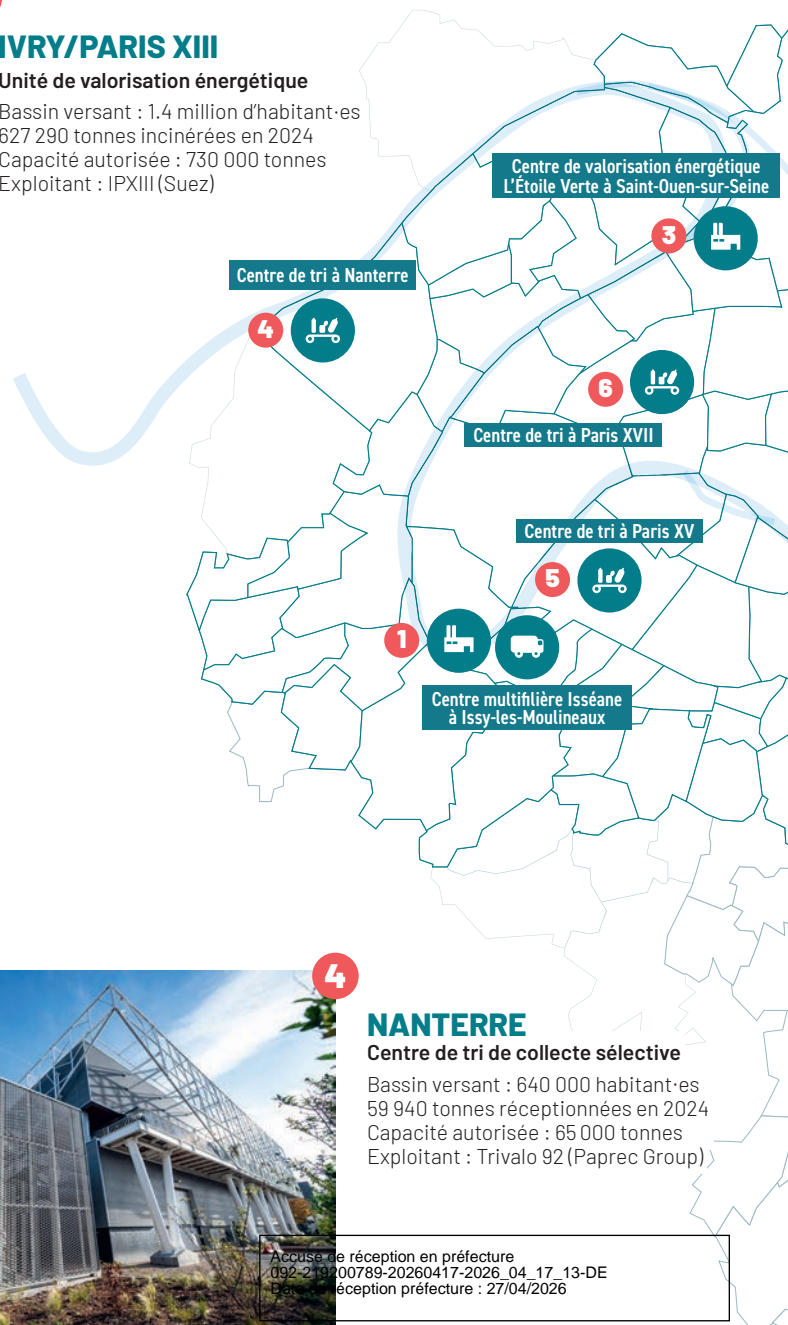 IVRY/PARIS XIII
Unité de valorisation énergétique
Bassin versant : 1.4 million d'habitant·es
627 290 tonnes incinérées en 2024
Capacité autorisée : 730 000 tonnes
Exploitant : IPXIII (Suez)
Centre de valorisation énergétique
L'Étoile Verte à Saint-Ouen-sur-Seine
3
Centre de tri à Nanterre
4
6
Centre de tri à Paris XVII
Centre de tri à Paris XV
5
1
Centre multifilière Isséane
à Issy-les-Moulineaux
4
NANTERRE
Centre de tri de collecte sélective
Bassin versant : 640 000 habitant·es
59 940 tonnes réceptionnées en 2024
Capacité autorisée : 65 000 tonnes
Exploitant : Trivalo 92 (Paprec Group)
Accusé de réception en préfecture
092-219200789-20260417-2026_04_17_13-DE
Date de réception préfecture : 27/04/2026